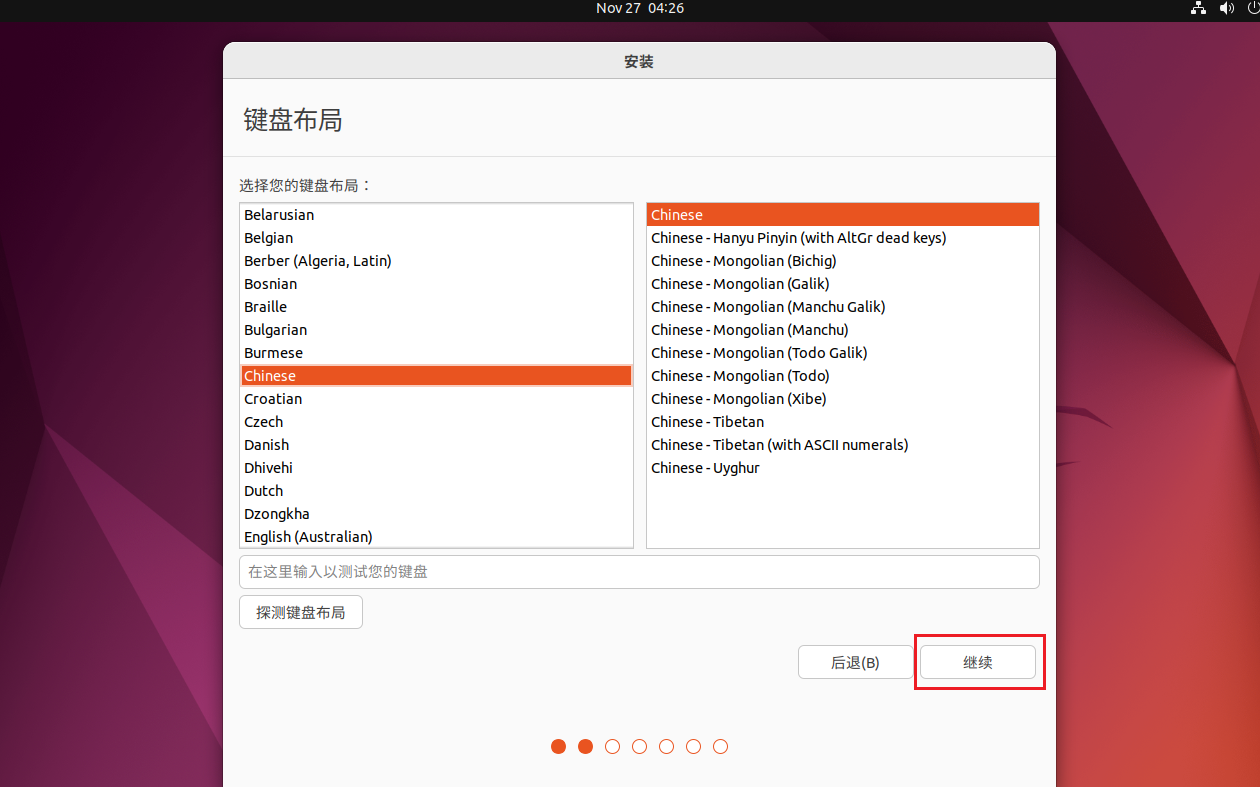 Nov 27 04:26
安装
键盘布局
选择您的键盘布局：
Belarusian
Belgian
Berber (Algeria, Latin)
Bosnian
Braille
Bulgarian
Burmese
Chinese
Croatian
Czech
Danish
Dhivehi
Dutch
Dzongkha
English (Australian)
Chinese
Chinese - Hanyu Pinyin (with AltGr dead keys)
Chinese - Mongolian (Bichig)
Chinese - Mongolian (Galik)
Chinese - Mongolian (Manchu Galik)
Chinese - Mongolian (Manchu)
Chinese - Mongolian (Todo Galik)
Chinese - Mongolian (Todo)
Chinese - Mongolian (Xibe)
Chinese - Tibetan
Chinese - Tibetan (with ASCII numerals)
Chinese - Uyghur
在这里输入以测试您的键盘
探测键盘布局
后退(B)
继续